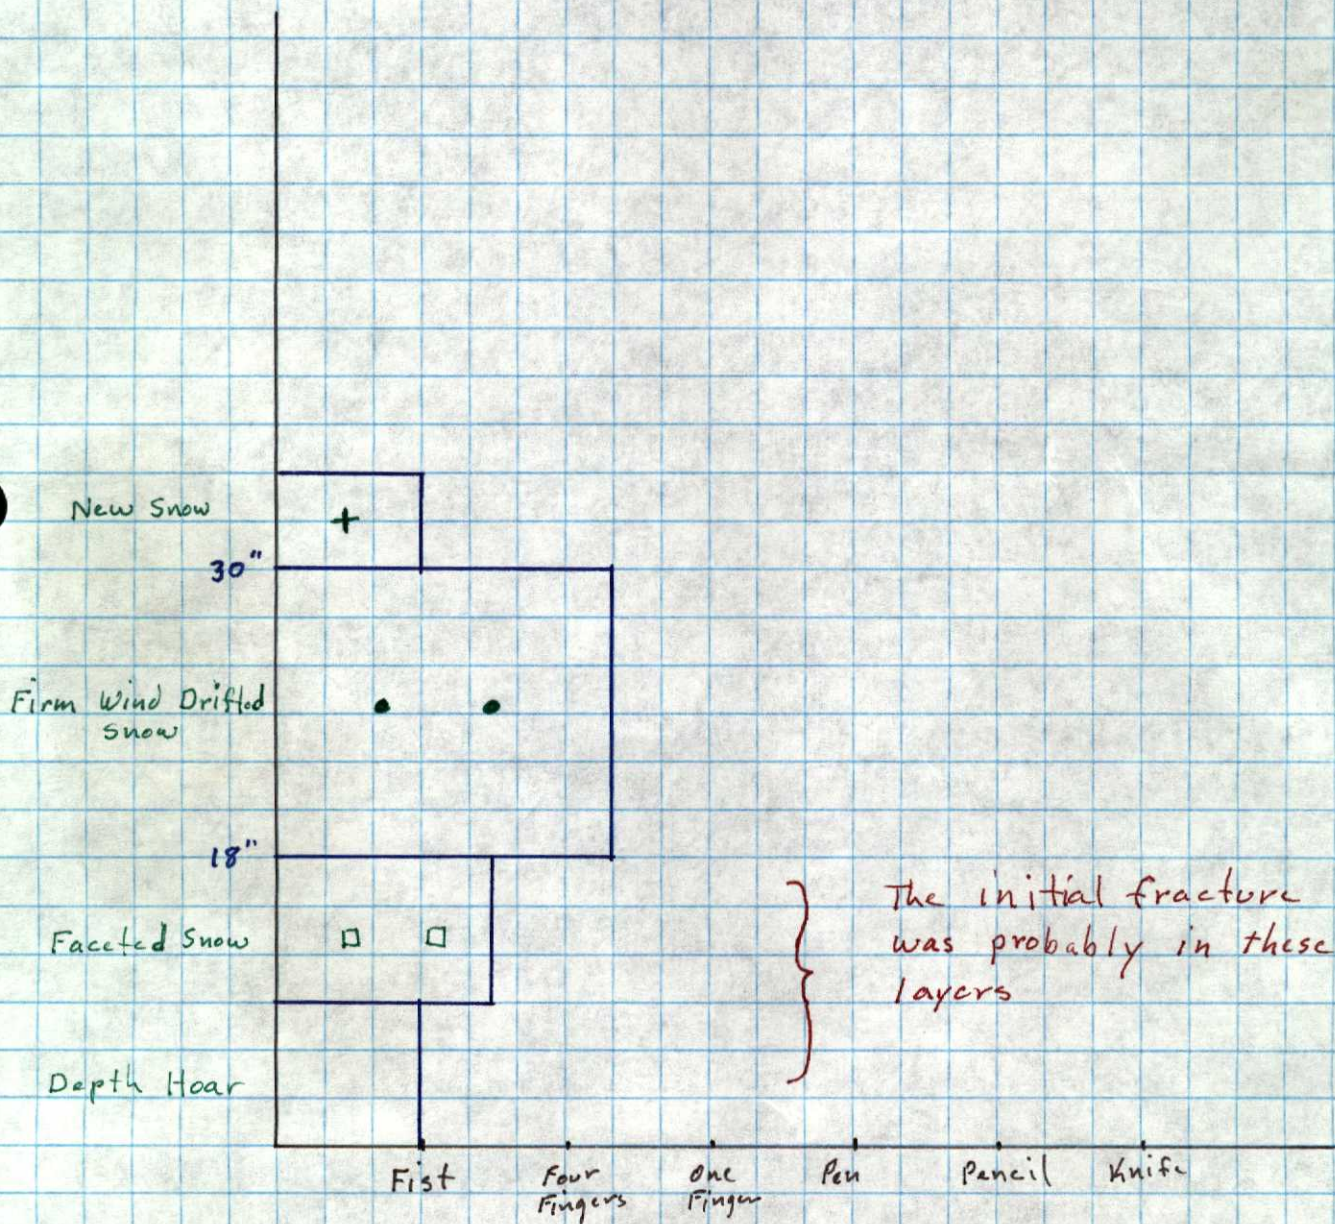 New Snow
30"
Firm Wind Drifted
Snow
18"
The initial fracture
was probably in these
layers
Faceted Snow
Depth Hoar
Fist
Four
Fingers
One
Finger
Pen
Pencil
Knife